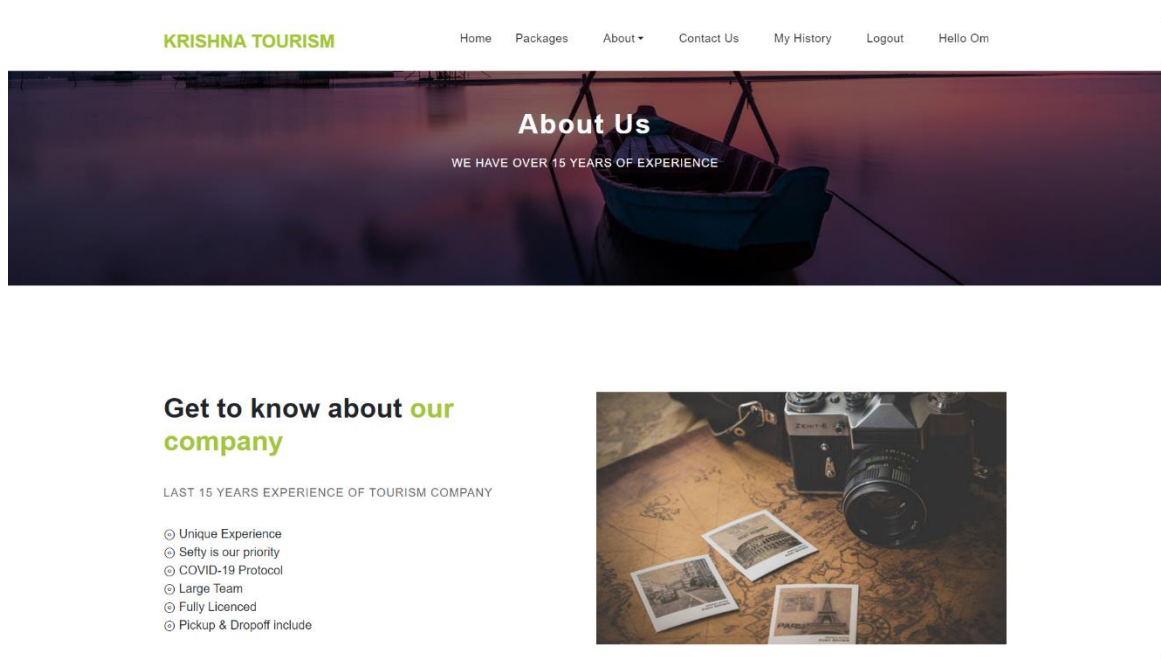 KRISHNA TOURISM
Home Packages About Contact Us My History Logout Hello Om
About Us
WE HAVE OVER 15 YEARS OF EXPERIENCE
Get to know about our
company
LAST 15 YEARS EXPERIENCE OF TOURISM COMPANY
Unique Experience
Sefty is our priority
COVID-19 Protocol
Large Team
Fully Licenced
Pickup & Dropoff include
ZENIT-E
PARIS